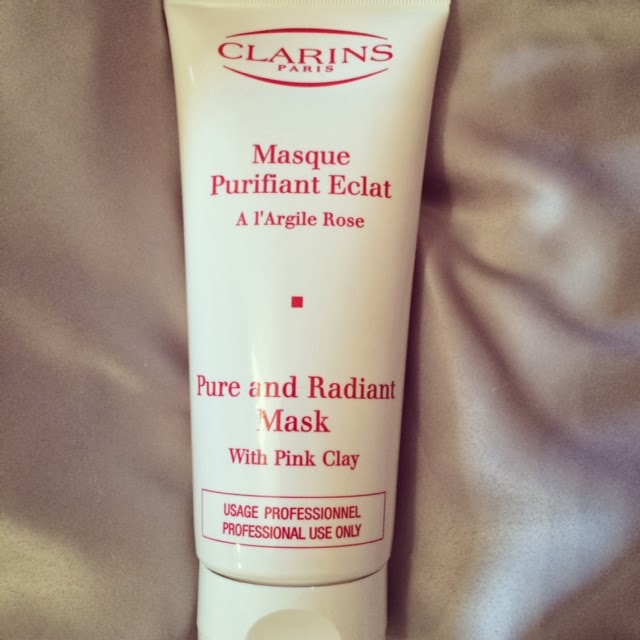 CLARINS
PARIS
Masque
Purifiant Eclat
A l'Argile Rose
Pure and Radiant
Mask
With Pink Clay
USAGE PROFESSIONNEL
PROFESSIONAL USE ONLY